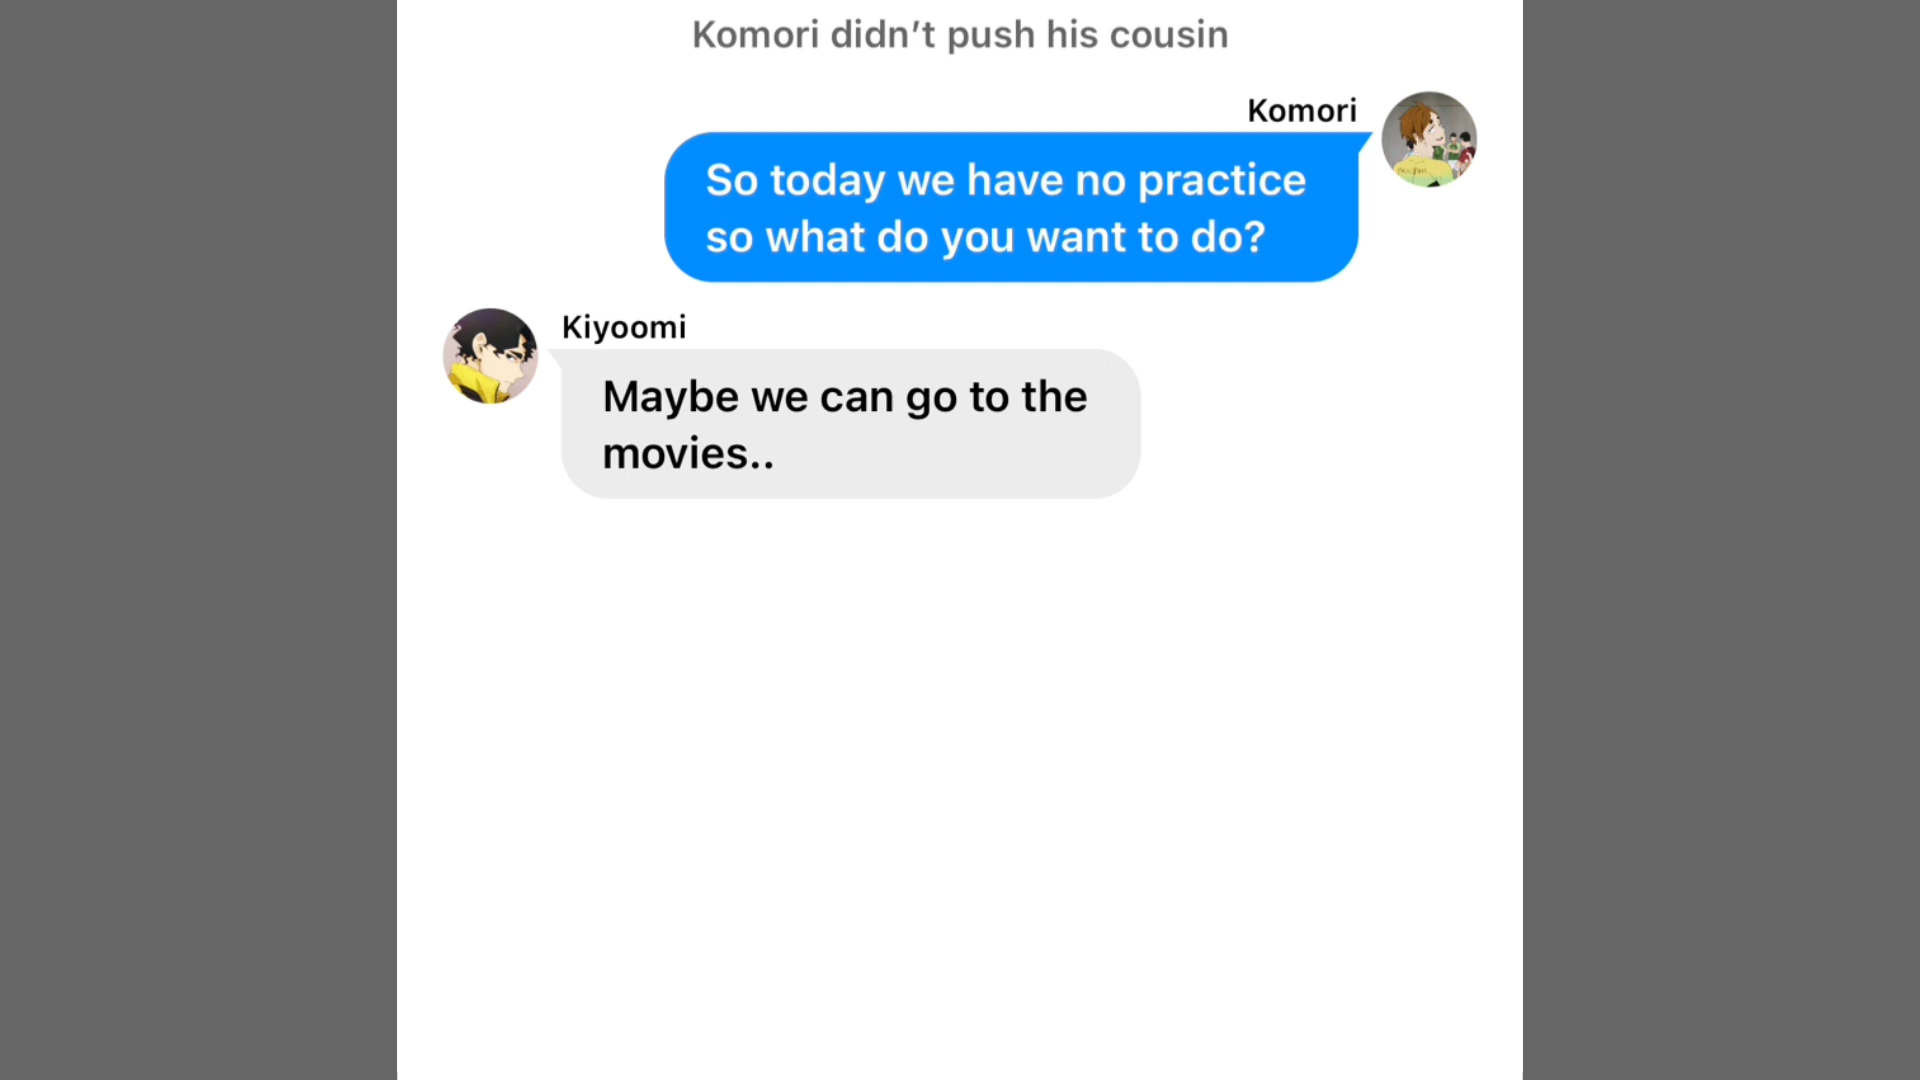 Komori didn’t push his cousin
Komori
So today we have no practice
so what do you want to do?
Kiyoomi
Maybe we can go to the
movies..